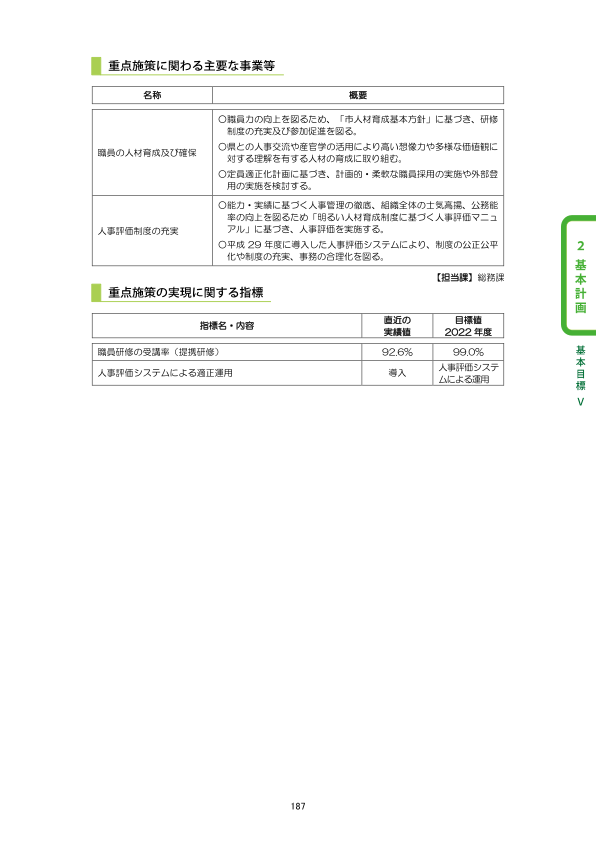 重点施策に関わる主要な事業等
名称 概要
職員の人材育成及び確保
○職員力の向上を図るため、「市人材育成基本方針」に基づき、研修
制度の充実及び参加促進を図る。
○県との人事交流や産官学の活用により高い想像力や多様な価値観に
対する理解を有する人材の育成に取り組む。
○定員適正化計画に基づき、計画的・柔軟な職員採用の実施や外部登
用の実施を検討する。
人事評価制度の充実
○能力・実績に基づく人事管理の徹底、組織全体の士気高揚、公務能
率の向上を図るため「明るい人材育成制度に基づく人事評価マニュ
アル」に基づき、人事評価を実施する。
○平成 29 年度に導入した人事評価システムにより、制度の公正公平
化や制度の充実、事務の合理化を図る。
【担当課】総務課
重点施策の実現に関する指標
指標名・内容
直近の
実績値
目標値
2022 年度
職員研修の受講率（提携研修） 92.6% 99.0%
人事評価システムによる適正運用 導入
人事評価システ
ムによる運用
2 基本計画
基本目標 Ⅴ
187